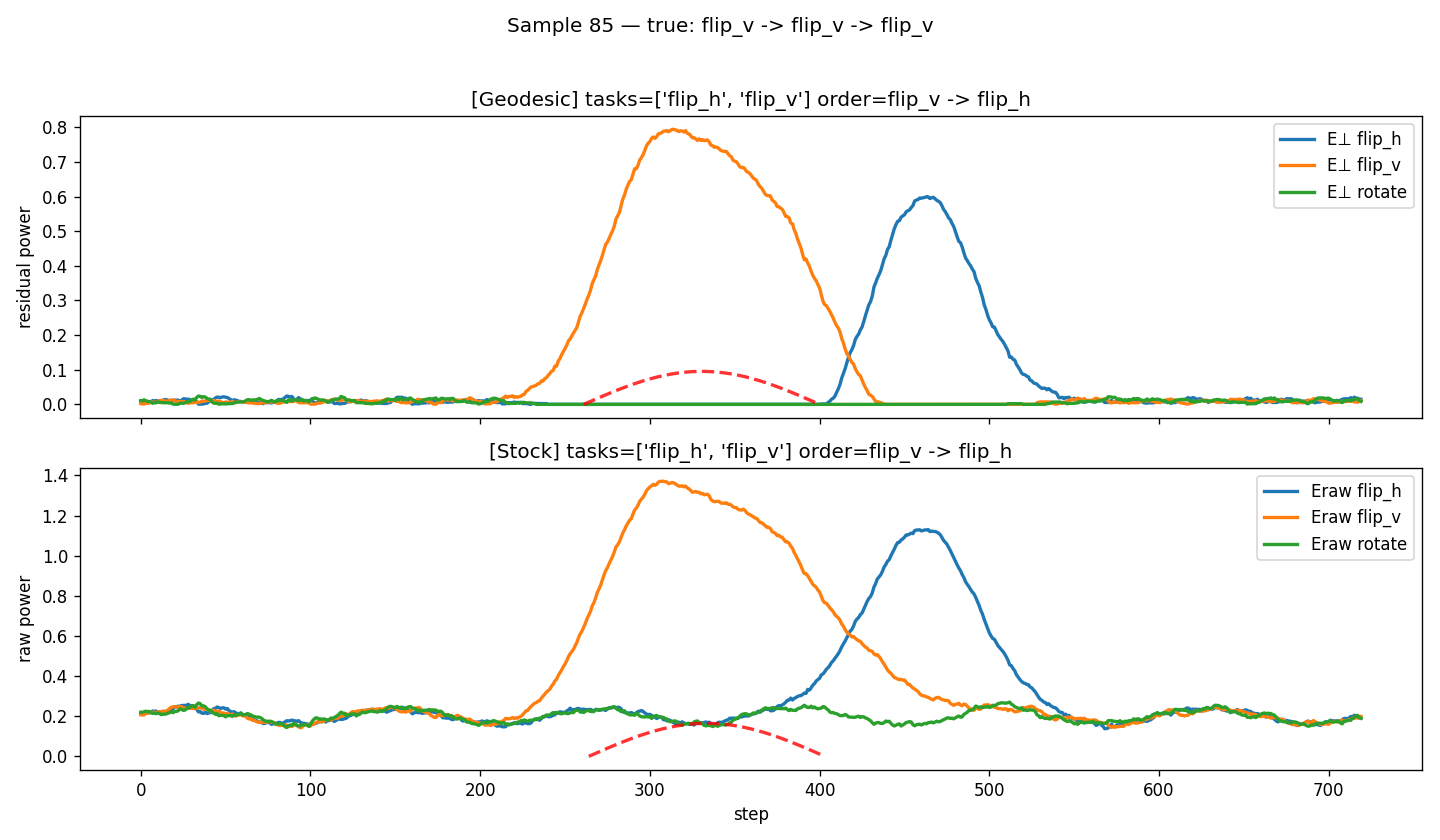 Sample 85 — true: flip_v -> flip_v -> flip_v
[Geodesic] tasks=['flip_h', 'flip_v'] order=flip_v -> flip_h
residual power
0.8
0.7
0.6
0.5
0.4
0.3
0.2
0.1
0.0
E⊥ flip_h
E⊥ flip_v
E⊥ rotate
[Stock] tasks=['flip_h', 'flip_v'] order=flip_v -> flip_h
raw power
1.4
1.2
1.0
0.8
0.6
0.4
0.2
0.0
Eraw flip_h
Eraw flip_v
Eraw rotate
0 100 200 300 400 500 600 700
step